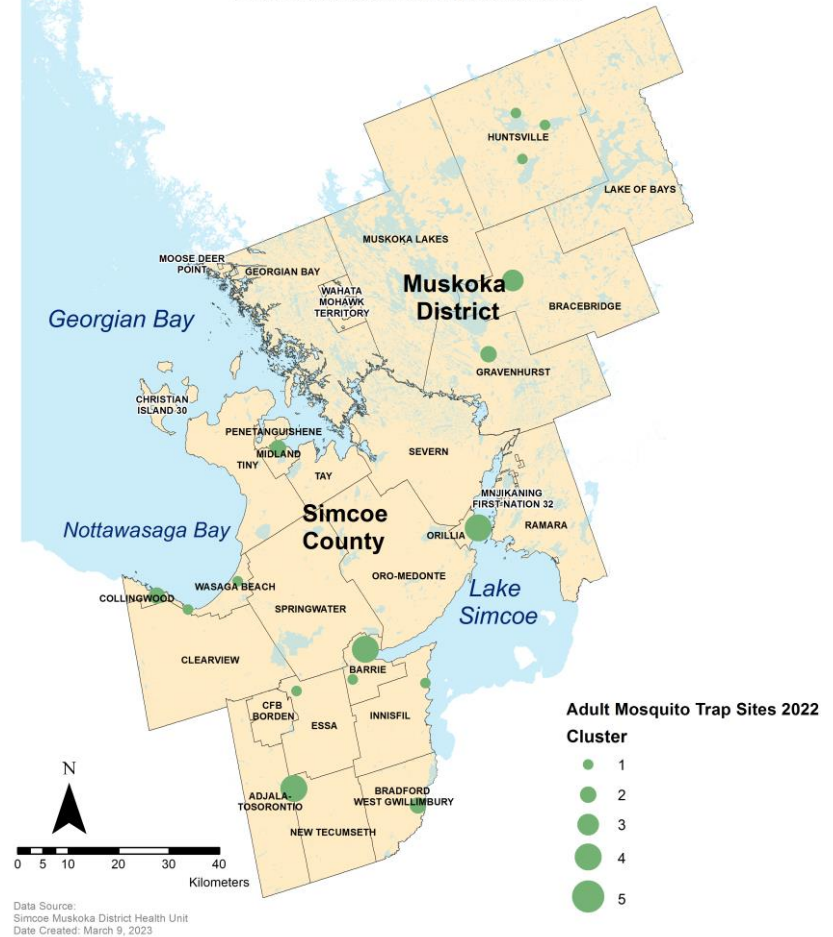 HUNTSVILLE
LAKE OF BAYS
MUSKOKA LAKES
MOOSE DEER
POINT
GEORGIAN BAY
WAHATA
MOHAWK
TERRITORY
Muskoka
District
BRACEBRIDGE
Georgian Bay
GRAVENHURST
CHRISTIAN
ISLAND 30
PENETANGUISHENE
MIDLAND
TINY
TAY
SEVERN
MNJIKANING
FIRST NATION 32
Simcoe
County
RAMARA
Nottawasaga Bay
ORILLIA
ORO-MEDONTE
Lake
Simcoe
WASAGA BEACH
COLLINGWOOD
SPRINGWATER
CLEARVIEW
BARRIE
CFB
BORDEN
ESSA
INNISFIL
ADJALA-
TOSORONTIO
BRADFORD
WEST GWILLIMBURY
NEW TECUMSETH
Adult Mosquito Trap Sites 2022
Cluster
1
2
3
4
5
N
0 5 10 20 30 40
Kilometers
Data Source:
Simcoe Muskoka District Health Unit
Date Created: March 9, 2023